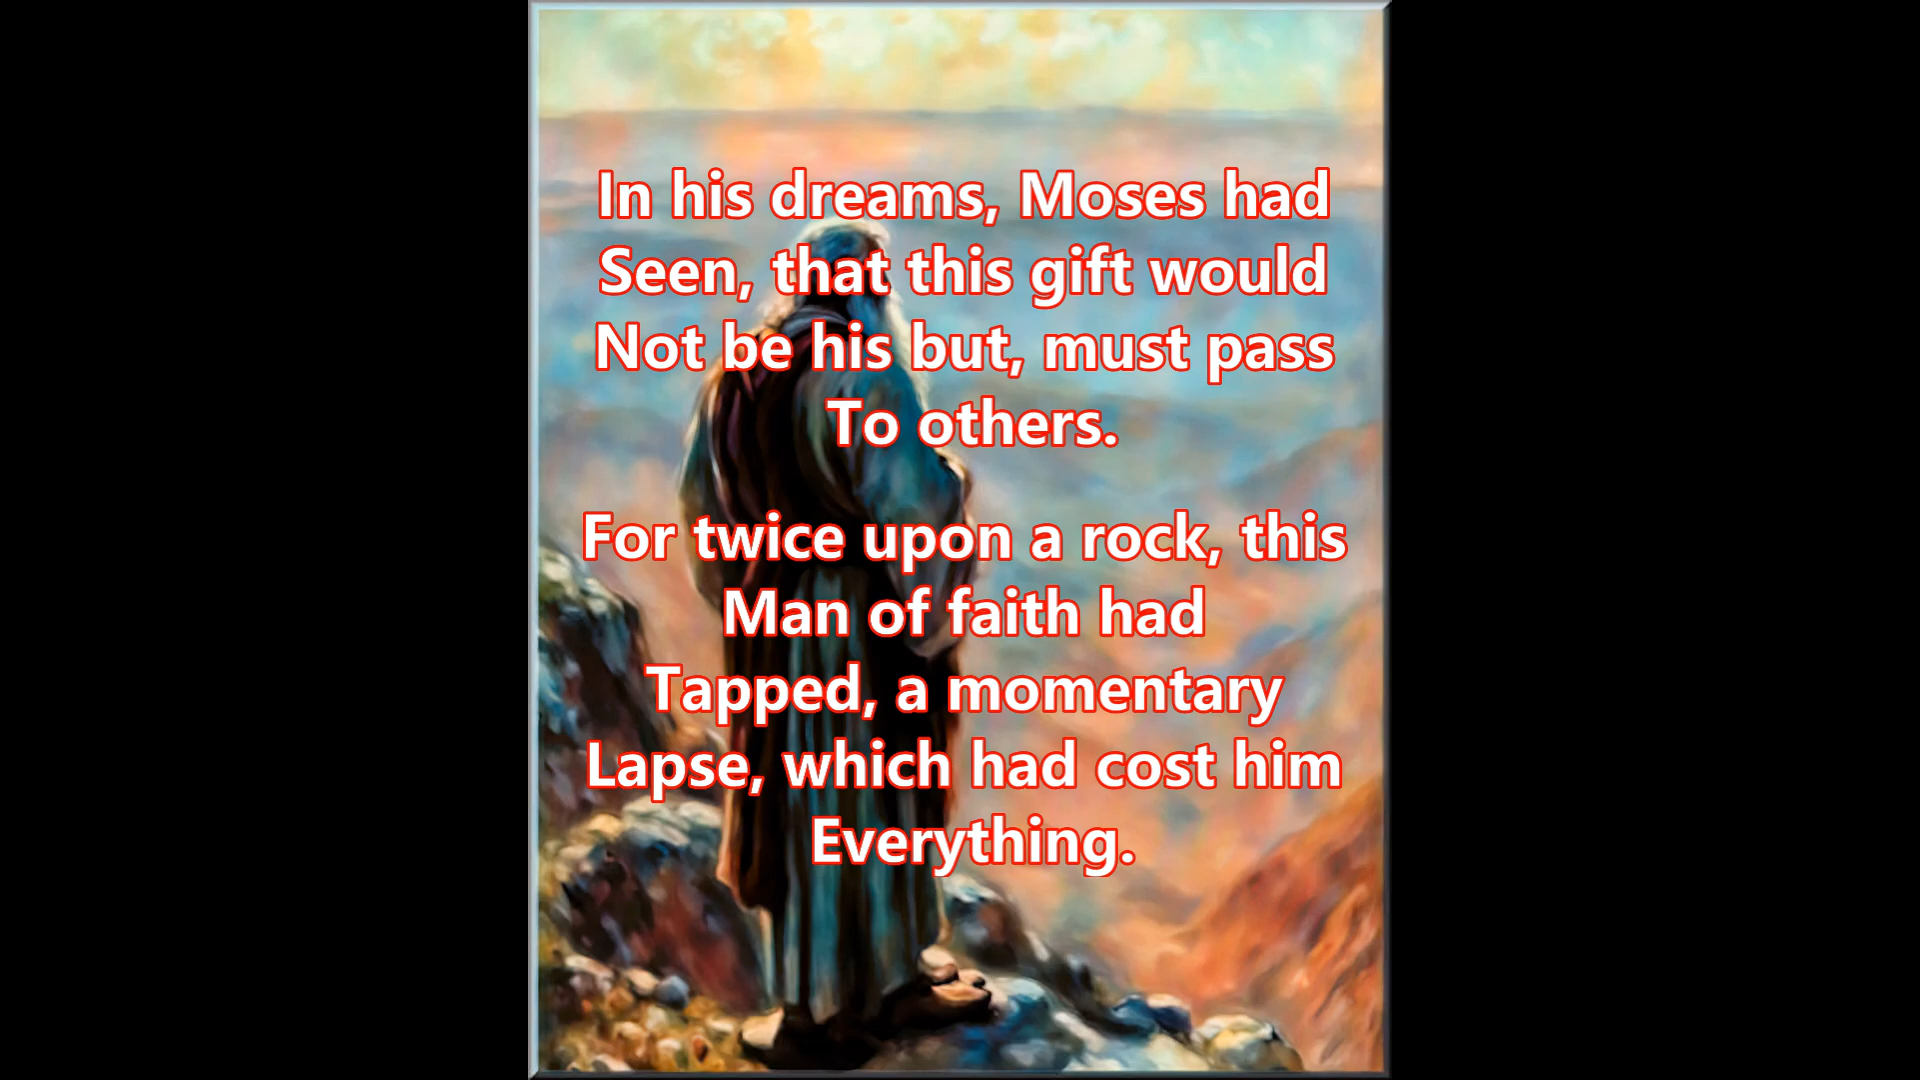 In his dreams, Moses had
Seen, that this gift would
Not be his but, must pass
To others.
For twice upon a rock, this
Man of faith had
Tapped, a momentary
Lapse, which had cost him
Everything.